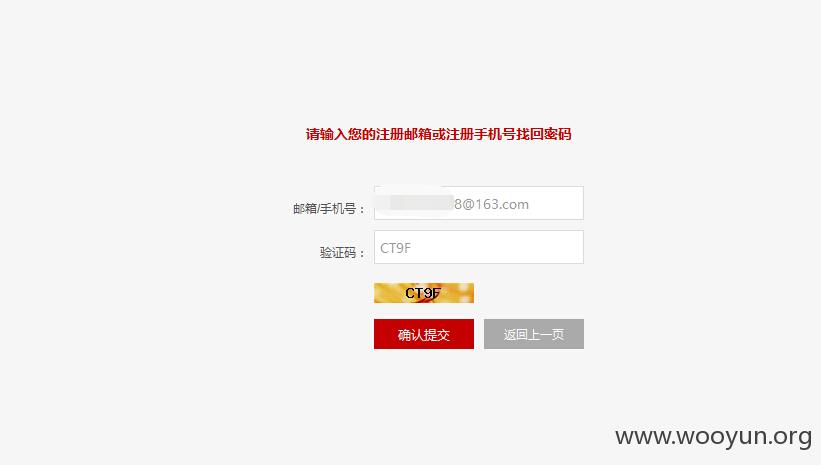 请输入您的注册邮箱或注册手机号找回密码
邮箱/手机号：
8@163.com
验证码：
CT9F
CT9F
确认提交
返回上一页
www.wooyun.org